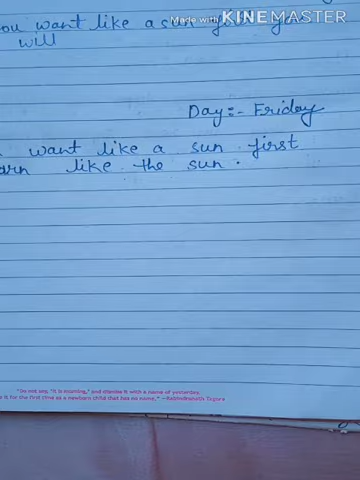 Made with KINEMASTER
you want like a sun
will
Day:- Friday
want like a sun first
like the sun .
"Do not say, 'It is morning,' and dismiss it with a name of yesterday.
it for the first time as a newborn child that has no name." —Rabindranath Tagore